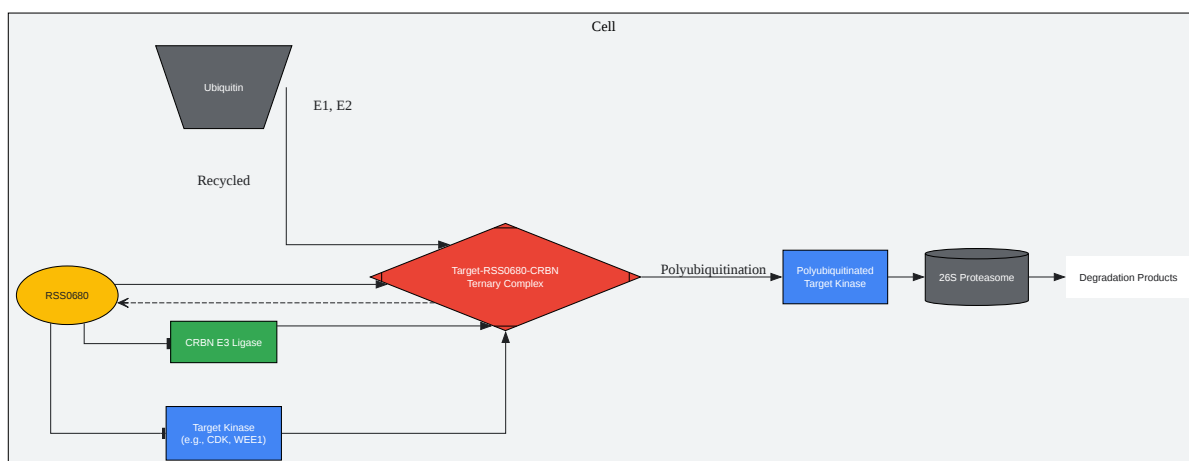 Cell
Ubiquitin
E1, E2
Recycled
RSS0680
Target-RSS0680-CRBN
Ternary Complex
Polyubiquitination
Polyubiquitinated
Target Kinase
26S Proteasome
Degradation Products
CRBN E3 Ligase
Target Kinase
(e.g., CDK, WEE1)